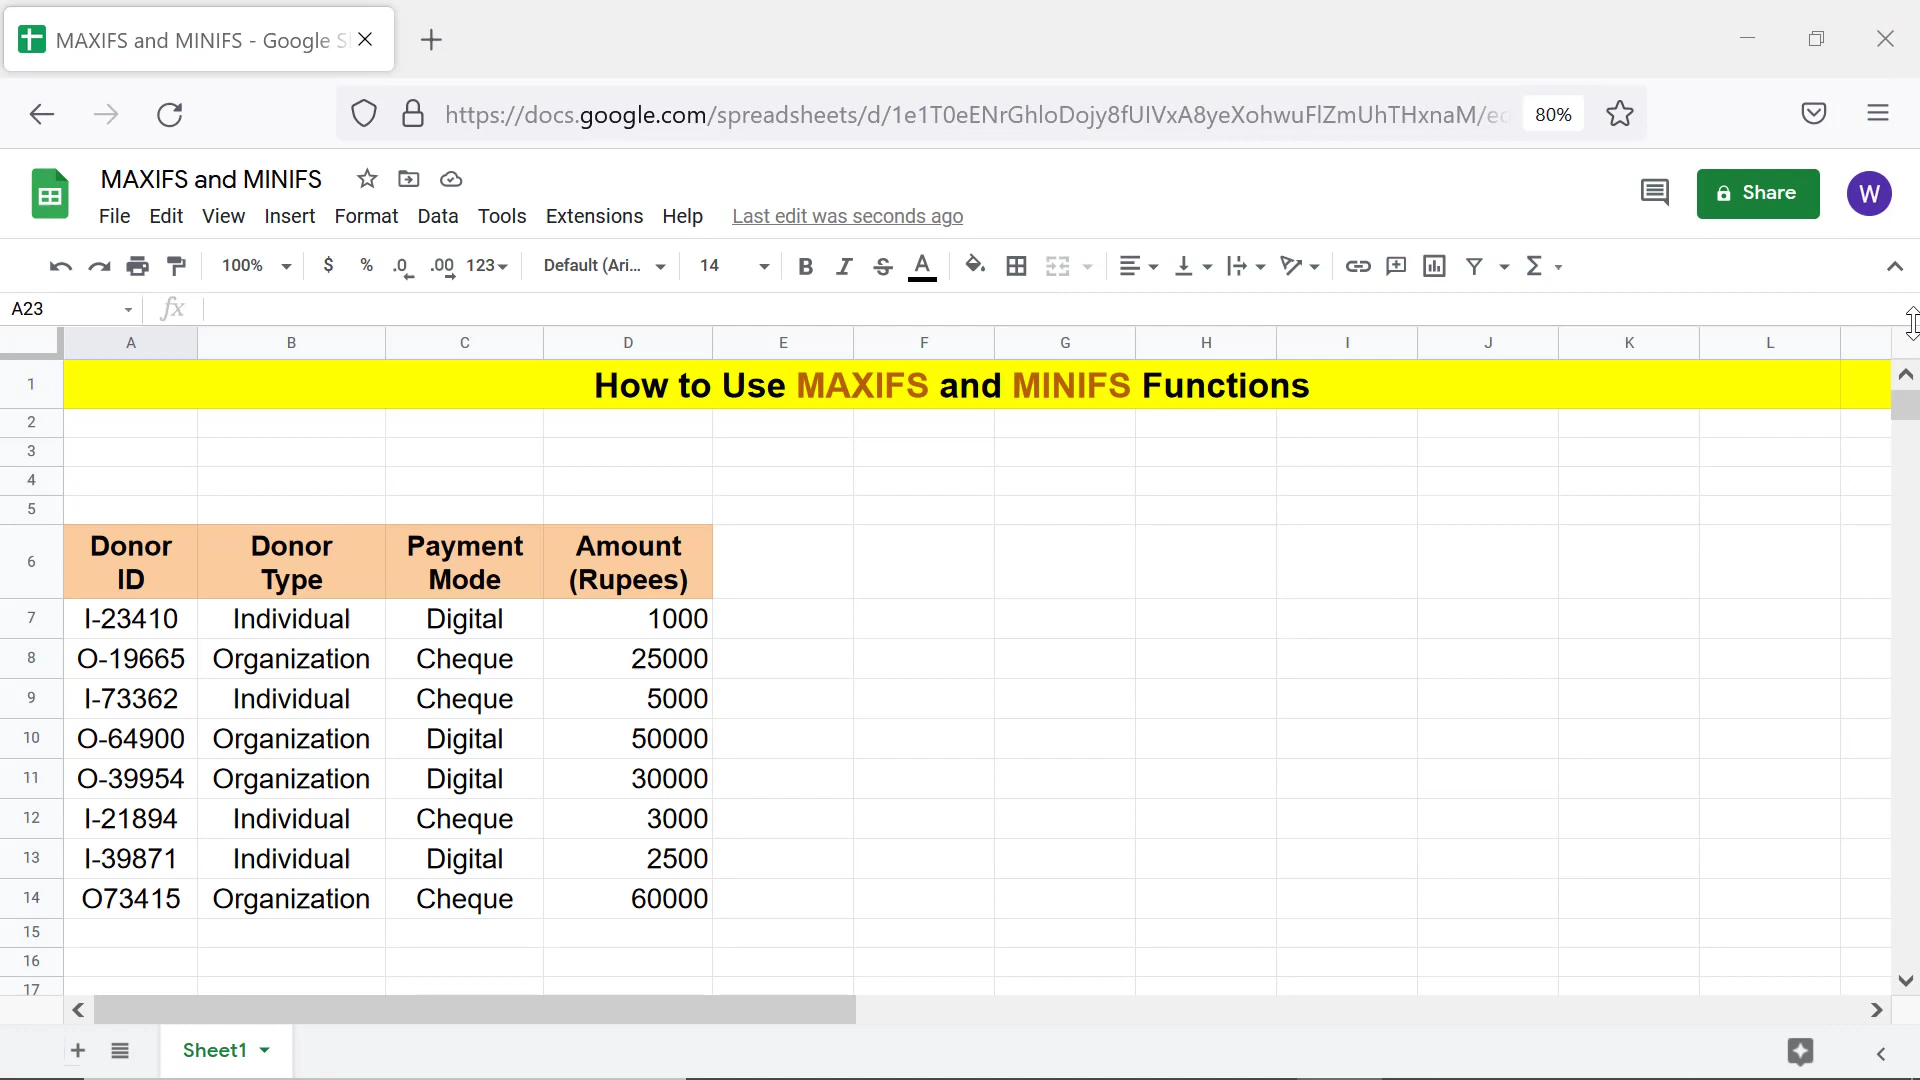 MAXIFS and MINIFS - Google S
https://docs.google.com/spreadsheets/d/1e1T0eENrGhloDojy8fUIVxA8yeXohwuFlZmUhTHxnaM/ed 80%
MAXIFS and MINIFS
File Edit View Insert Format Data Tools Extensions Help Last edit was seconds ago
Share
W
100% $ % .0 .00 123 Default (Ari... 14 B I S A Σ
A23 fx
A B C D E F G H I J K L
1 How to Use MAXIFS and MINIFS Functions
2
3
4
5
6 Donor ID Donor Type Payment Mode Amount (Rupees)
7 I-23410 Individual Digital 1000
8 O-19665 Organization Cheque 25000
9 I-73362 Individual Cheque 5000
10 O-64900 Organization Digital 50000
11 O-39954 Organization Digital 30000
12 I-21894 Individual Cheque 3000
13 I-39871 Individual Digital 2500
14 O73415 Organization Cheque 60000
15
16
17
Sheet1